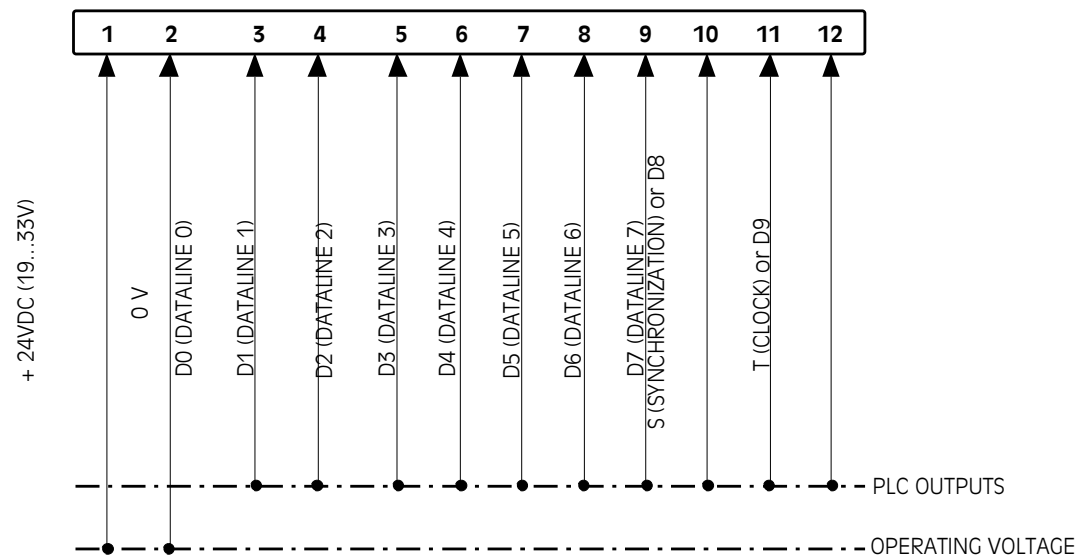 1 2 3 4 5 6 7 8 9 10 11 12
+ 24VDC (19...33V)
0 V
D0 (DATALINE 0)
D1 (DATALINE 1)
D2 (DATALINE 2)
D3 (DATALINE 3)
D4 (DATALINE 4)
D5 (DATALINE 5)
D6 (DATALINE 6)
D7 (DATALINE 7)
S (SYNCHRONIZATION) or D8
T (CLOCK) or D9
PLC OUTPUTS
OPERATING VOLTAGE